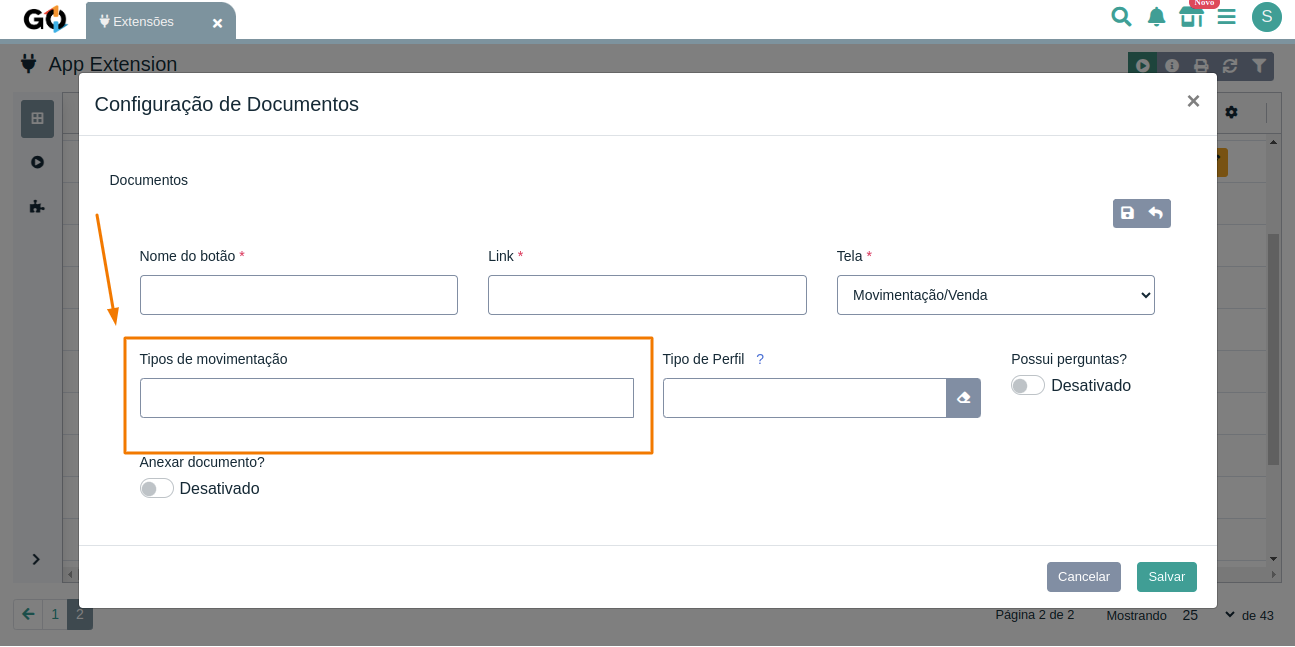 GO
Extensões
Novo
S
App Extension
Configuração de Documentos
Documentos
Nome do botão *
Link *
Tela *
Movimentação/Venda
Tipos de movimentação
Tipo de Perfil ?
Possui perguntas?
Desativado
Anexar documento?
Desativado
Cancelar
Salvar
1
2
Página 2 de 2
Mostrando
25
de 43